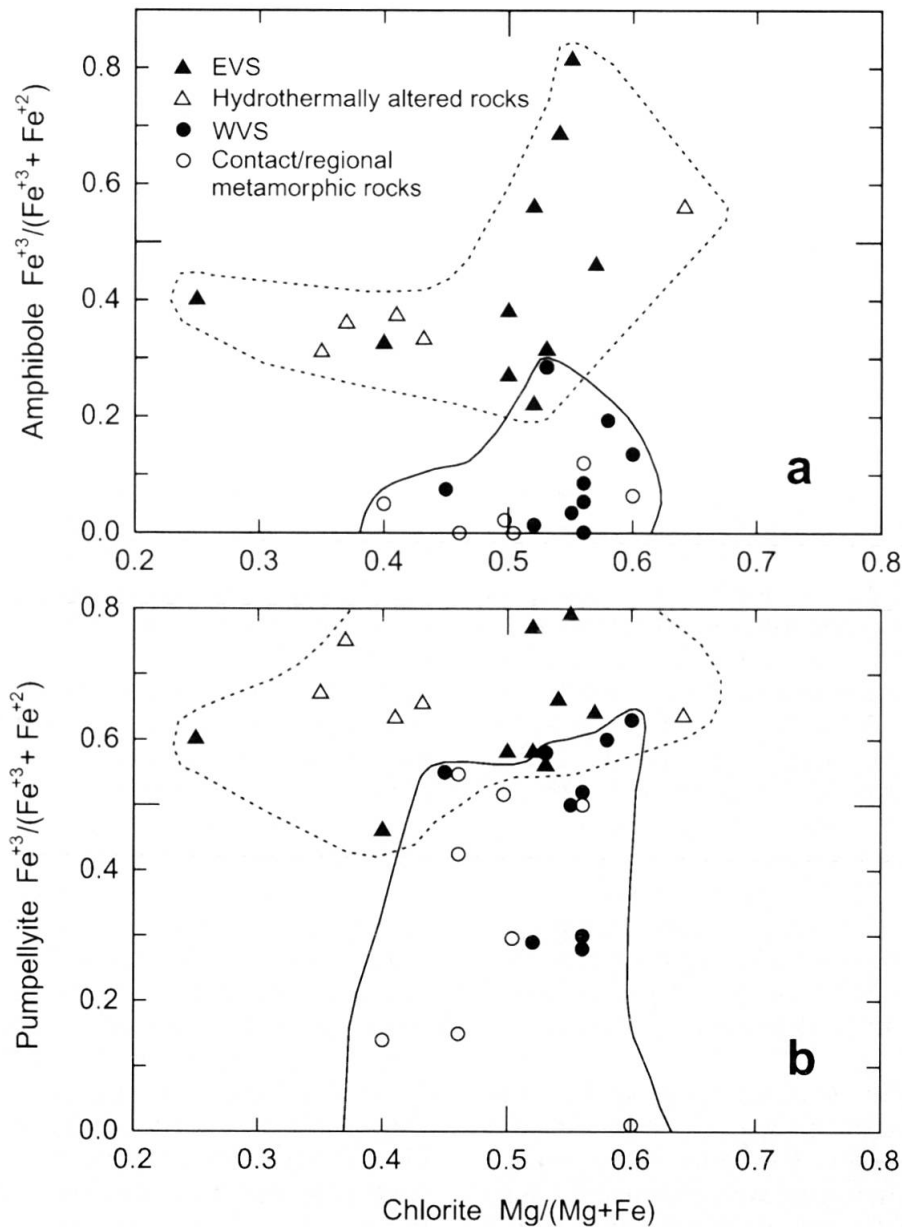 a
0.8
0.6
0.4
0.2
0.0
Amphibole Fe⁺³/(Fe⁺³+ Fe⁺²)
▲ EVS
△ Hydrothermally altered rocks
● WVS
○ Contact/regional
metamorphic rocks
0.2 0.3 0.4 0.5 0.6 0.7 0.8
b
0.8
0.6
0.4
0.2
0.0
Pumpellyite Fe⁺³/(Fe⁺³+ Fe⁺²)
0.2 0.3 0.4 0.5 0.6 0.7 0.8
Chlorite Mg/(Mg+Fe)